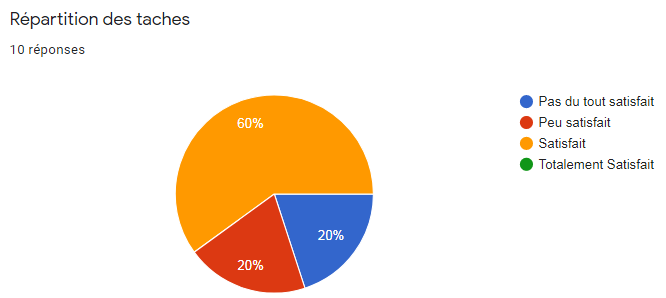 Répartition des taches
10 réponses
60%
20%
20%
Pas du tout satisfait
Peu satisfait
Satisfait
Totalement Satisfait